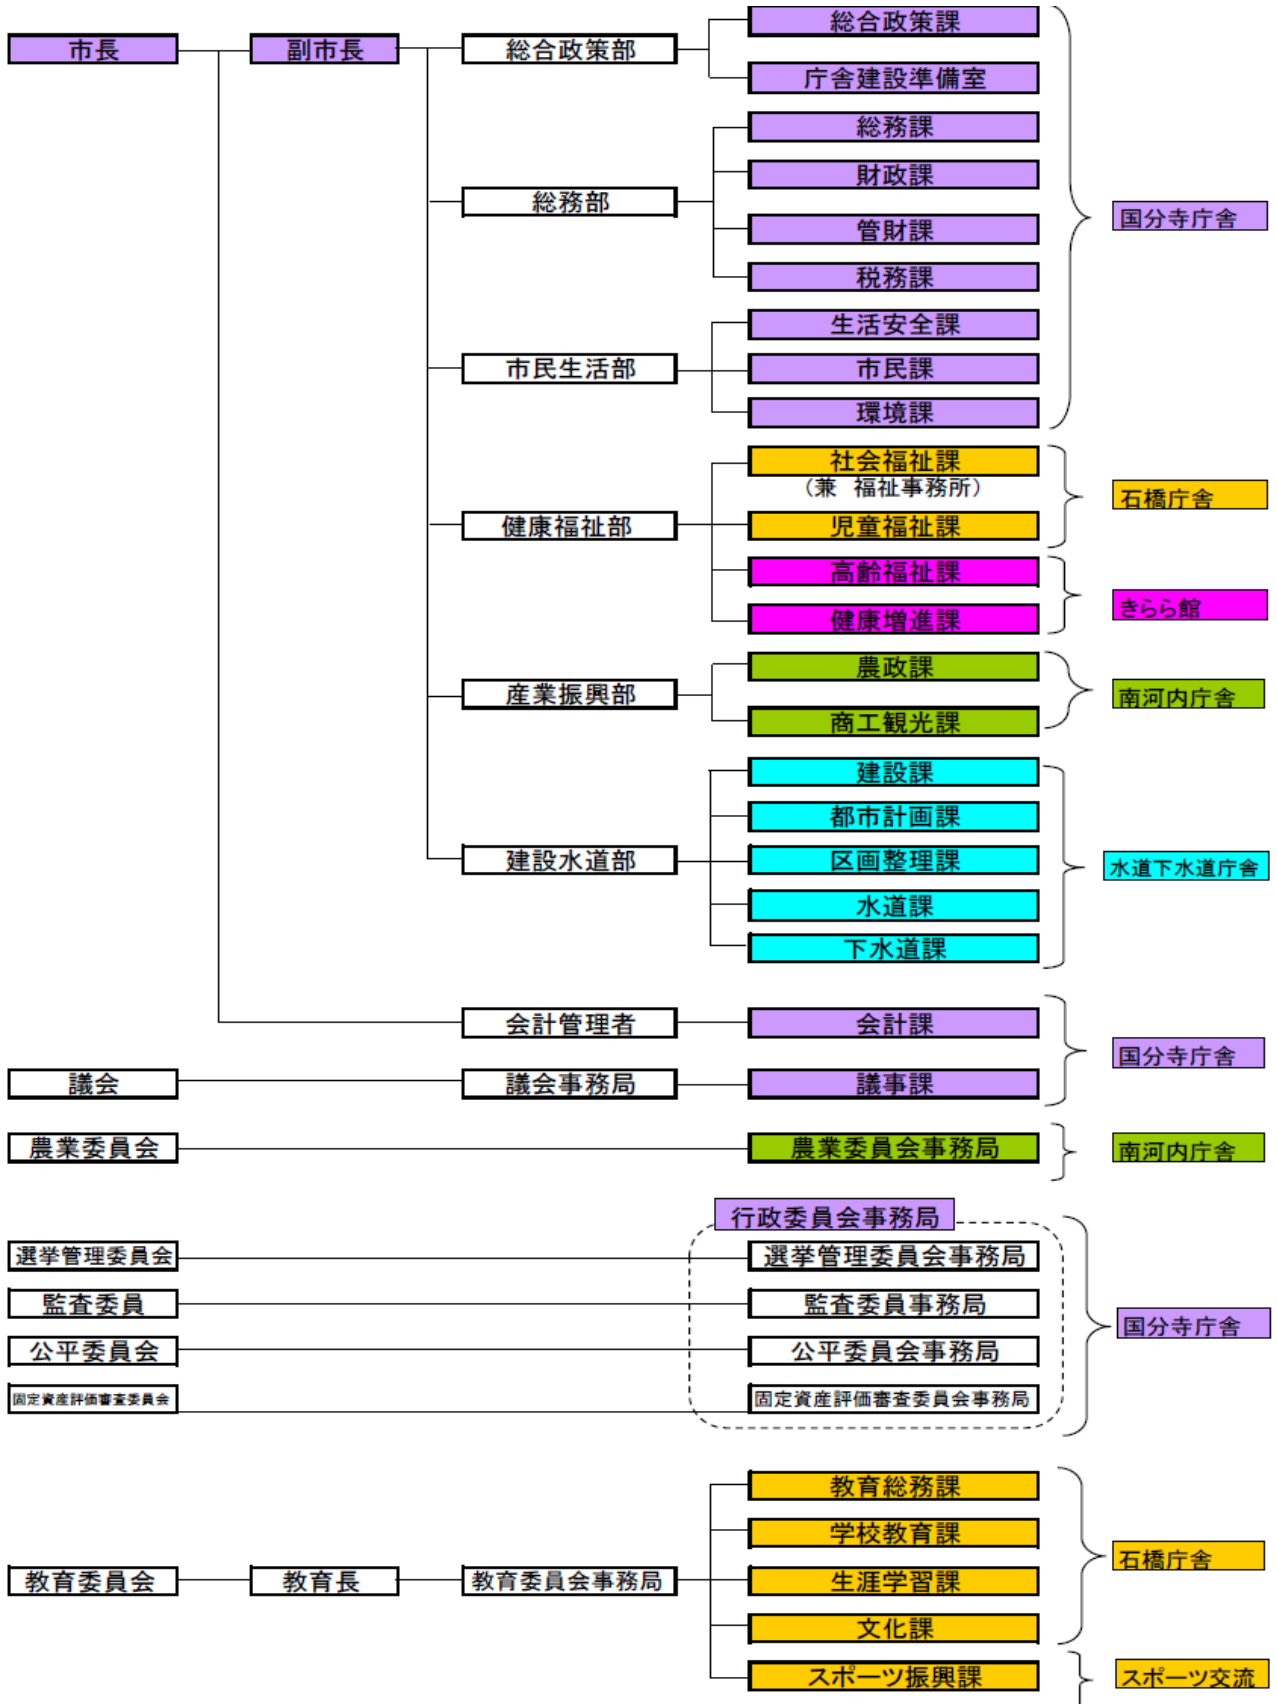 市長
副市長
総合政策部
総合政策課
庁舎建設準備室
総務部
総務課
財政課
管財課
税務課
市民生活部
生活安全課
市民課
環境課
国分寺庁舎
健康福祉部
社会福祉課
（兼 福祉事務所）
児童福祉課
石橋庁舎
高齢福祉課
健康増進課
きらら館
産業振興部
農政課
商工観光課
南河内庁舎
建設水道部
建設課
都市計画課
区画整理課
水道課
下水道課
水道下水道庁舎
会計管理者
会計課
議会
議会事務局
議事課
国分寺庁舎
農業委員会
農業委員会事務局
南河内庁舎
行政委員会事務局
選挙管理委員会
選挙管理委員会事務局
監査委員
監査委員事務局
公平委員会
公平委員会事務局
固定資産評価審査委員会
固定資産評価審査委員会事務局
国分寺庁舎
教育委員会
教育長
教育委員会事務局
教育総務課
学校教育課
生涯学習課
文化課
石橋庁舎
スポーツ振興課
スポーツ交流